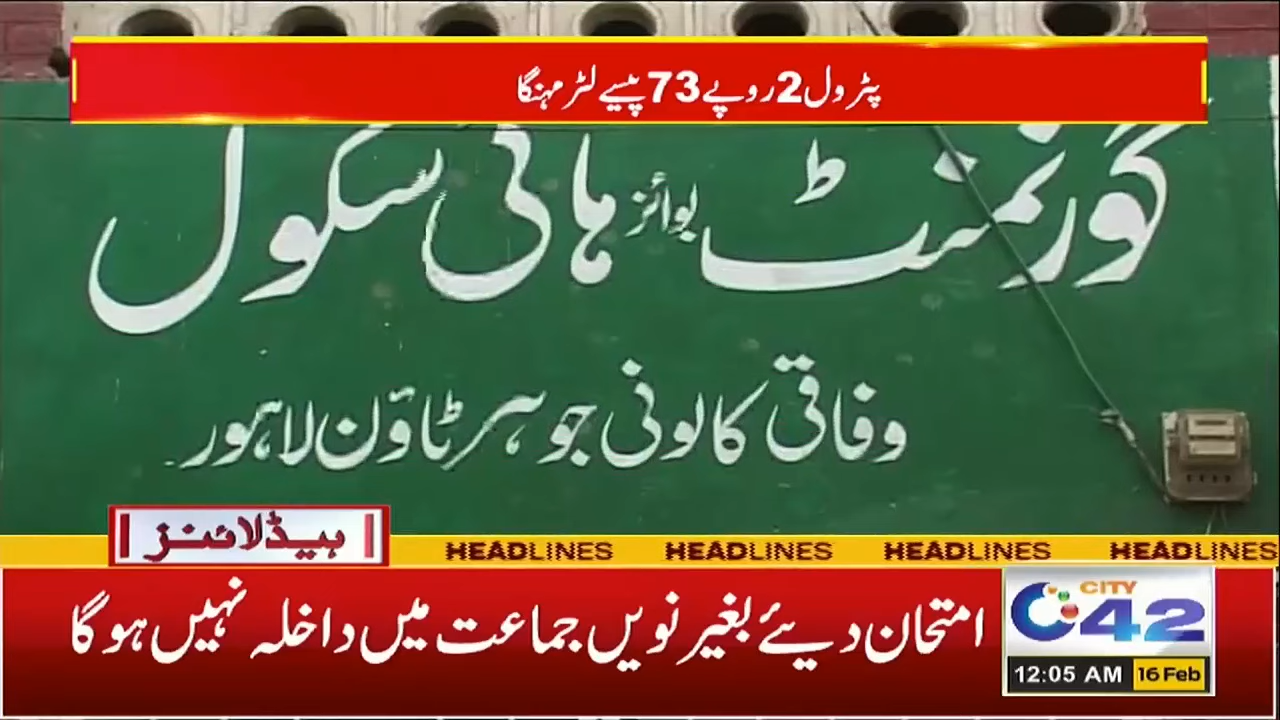 پٹرول 2 روپے 73 پیسے لٹر مہنگا
گورنمنٹ بوائز ہائی سکول
وفاقی کالونی جوہر ٹاؤن لاہور
ہیڈلائنز
HEADLINES HEADLINES HEADLINES HEADLINES
امتحان دیئے بغیر نویں جماعت میں داخلہ نہیں ہوگا
CITY
42
12:05 AM 16 Feb